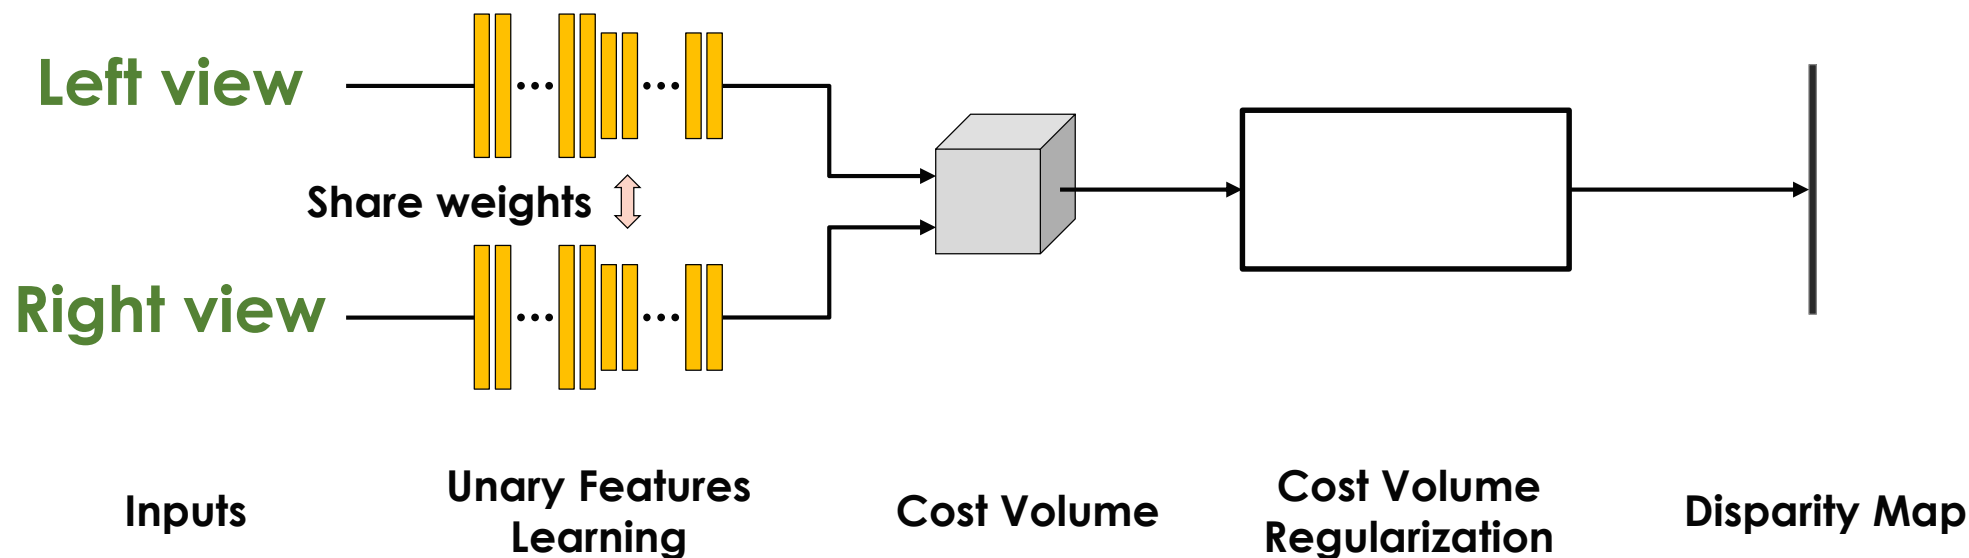 Left view
Share weights
Right view
Inputs
Unary Features
Learning
Cost Volume
Cost Volume
Regularization
Disparity Map